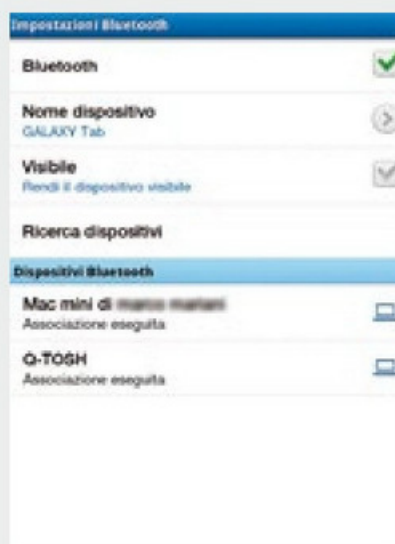 Impostazioni Bluetooth
Bluetooth
Nome dispositivo
GALAXY Tab
Visibile
Rendi il dispositivo visibile
Ricerca dispositivi
Dispositivi Bluetooth
Mac mini di
Associazione eseguita
Q-TOSH
Associazione eseguita